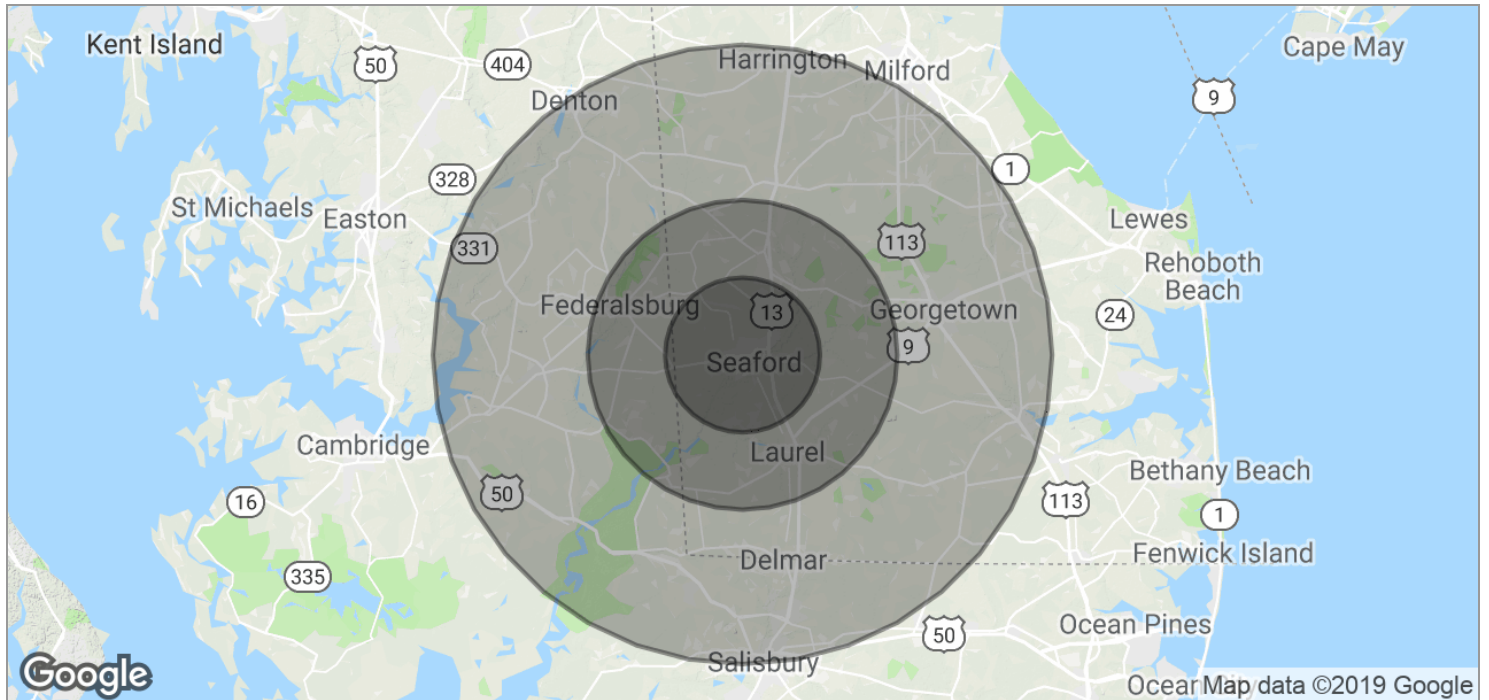 Kent Island
50
404
Harrington
Milford
Cape May
9
Denton
1
328
St Michaels
Easton
331
113
Lewes
Rehoboth
Beach
Federalsburg
13
Georgetown
24
9
Seaford
Cambridge
Laurel
50
16
113
Bethany Beach
1
335
Delmar
Fenwick Island
50
Ocean Pines
Salisbury
Google
Map data ©2019 Google